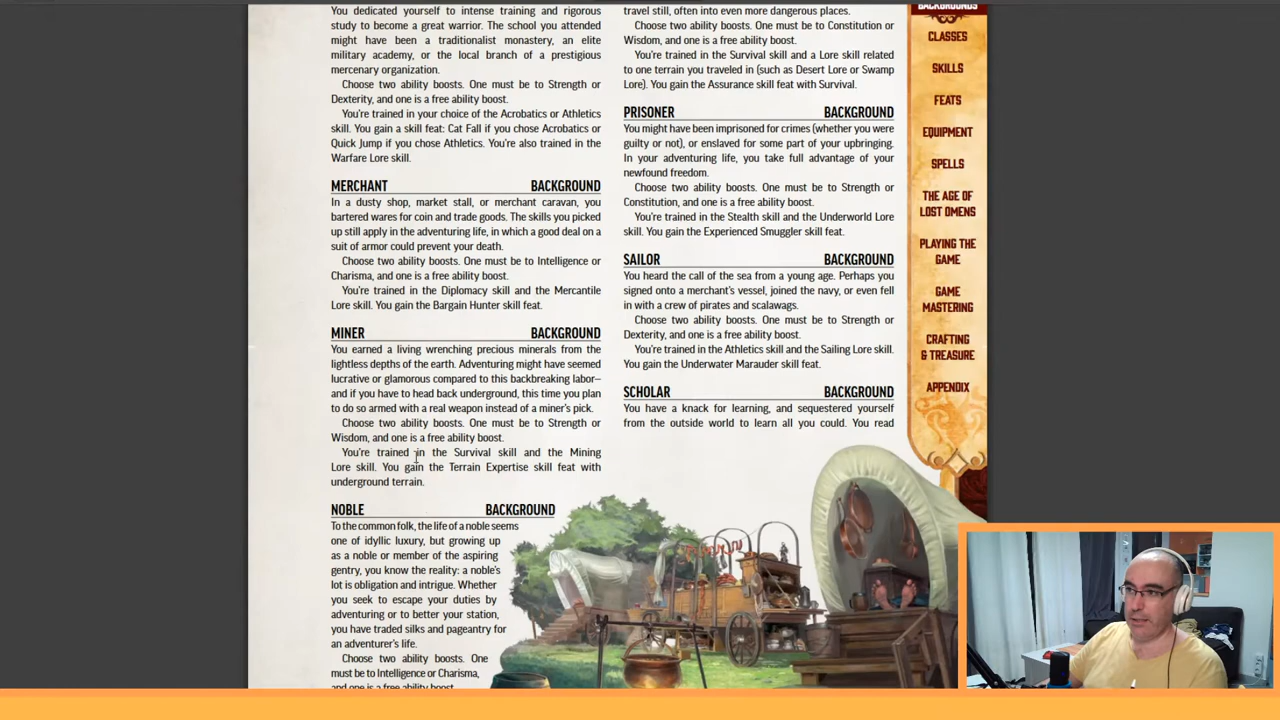 You dedicated yourself to intense training and rigorous
study to become a great warrior. The school you attended
might have been a traditionalist monastery, an elite
military academy, or the local branch of a prestigious
mercenary organization.
Choose two ability boosts. One must be to Strength or
Dexterity, and one is a free ability boost.
You're trained in your choice of the Acrobatics or Athletics
skill. You gain a skill feat: Cat Fall if you chose Acrobatics or
Quick Jump if you chose Athletics. You're also trained in the
Warfare Lore skill.
MERCHANT BACKGROUND
In a dusty shop, market stall, or merchant caravan, you
bartered wares for coin and trade goods. The skills you picked
up still apply in the adventuring life, in which a good deal on a
suit of armor could prevent your death.
Choose two ability boosts. One must be to Intelligence or
Charisma, and one is a free ability boost.
You're trained in the Diplomacy skill and the Mercantile
Lore skill. You gain the Bargain Hunter skill feat.
MINER BACKGROUND
You earned a living wrenching precious minerals from the
lightless depths of the earth. Adventuring might have seemed
lucrative or glamorous compared to this backbreaking labor—
and if you have to head back underground, this time you plan
to do so armed with a real weapon instead of a miner's pick.
Choose two ability boosts. One must be to Strength or
Wisdom, and one is a free ability boost.
You're trained in the Survival skill and the Mining
Lore skill. You gain the Terrain Expertise skill feat with
underground terrain.
NOBLE BACKGROUND
To the common folk, the life of a noble seems
one of idyllic luxury, but growing up
as a noble or member of the aspiring
gentry, you know the reality: a noble's
lot is obligation and intrigue. Whether
you seek to escape your duties by
adventuring or to better your station,
you have traded silks and pageantry for
an adventurer's life.
Choose two ability boosts. One
must be to Intelligence or Charisma,
and one is a free ability boost.
travel still, often into even more dangerous places.
Choose two ability boosts. One must be to Constitution or
Wisdom, and one is a free ability boost.
You're trained in the Survival skill and a Lore skill related
to one terrain you traveled in (such as Desert Lore or Swamp
Lore). You gain the Assurance skill feat with Survival.
PRISONER BACKGROUND
You might have been imprisoned for crimes (whether you were
guilty or not), or enslaved for some part of your upbringing.
In your adventuring life, you take full advantage of your
newfound freedom.
Choose two ability boosts. One must be to Strength or
Constitution, and one is a free ability boost.
You're trained in the Stealth skill and the Underworld Lore
skill. You gain the Experienced Smuggler skill feat.
SAILOR BACKGROUND
You heard the call of the sea from a young age. Perhaps you
signed onto a merchant's vessel, joined the navy, or even fell
in with a crew of pirates and scalawags.
Choose two ability boosts. One must be to Strength or
Dexterity, and one is a free ability boost.
You're trained in the Athletics skill and the Sailing Lore skill.
You gain the Underwater Marauder skill feat.
SCHOLAR BACKGROUND
You have a knack for learning, and sequestered yourself
from the outside world to learn all you could. You read
BACKGROUNDS
CLASSES
SKILLS
FEATS
EQUIPMENT
SPELLS
THE AGE OF
LOST OMENS
PLAYING THE
GAME
GAME
MASTERING
CRAFTING
& TREASURE
APPENDIX